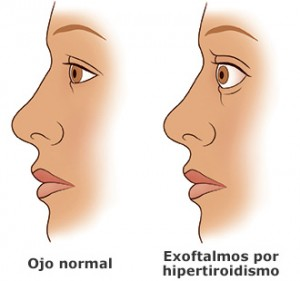 Ojo normal
Exoftalmos por
hipertiroidismo